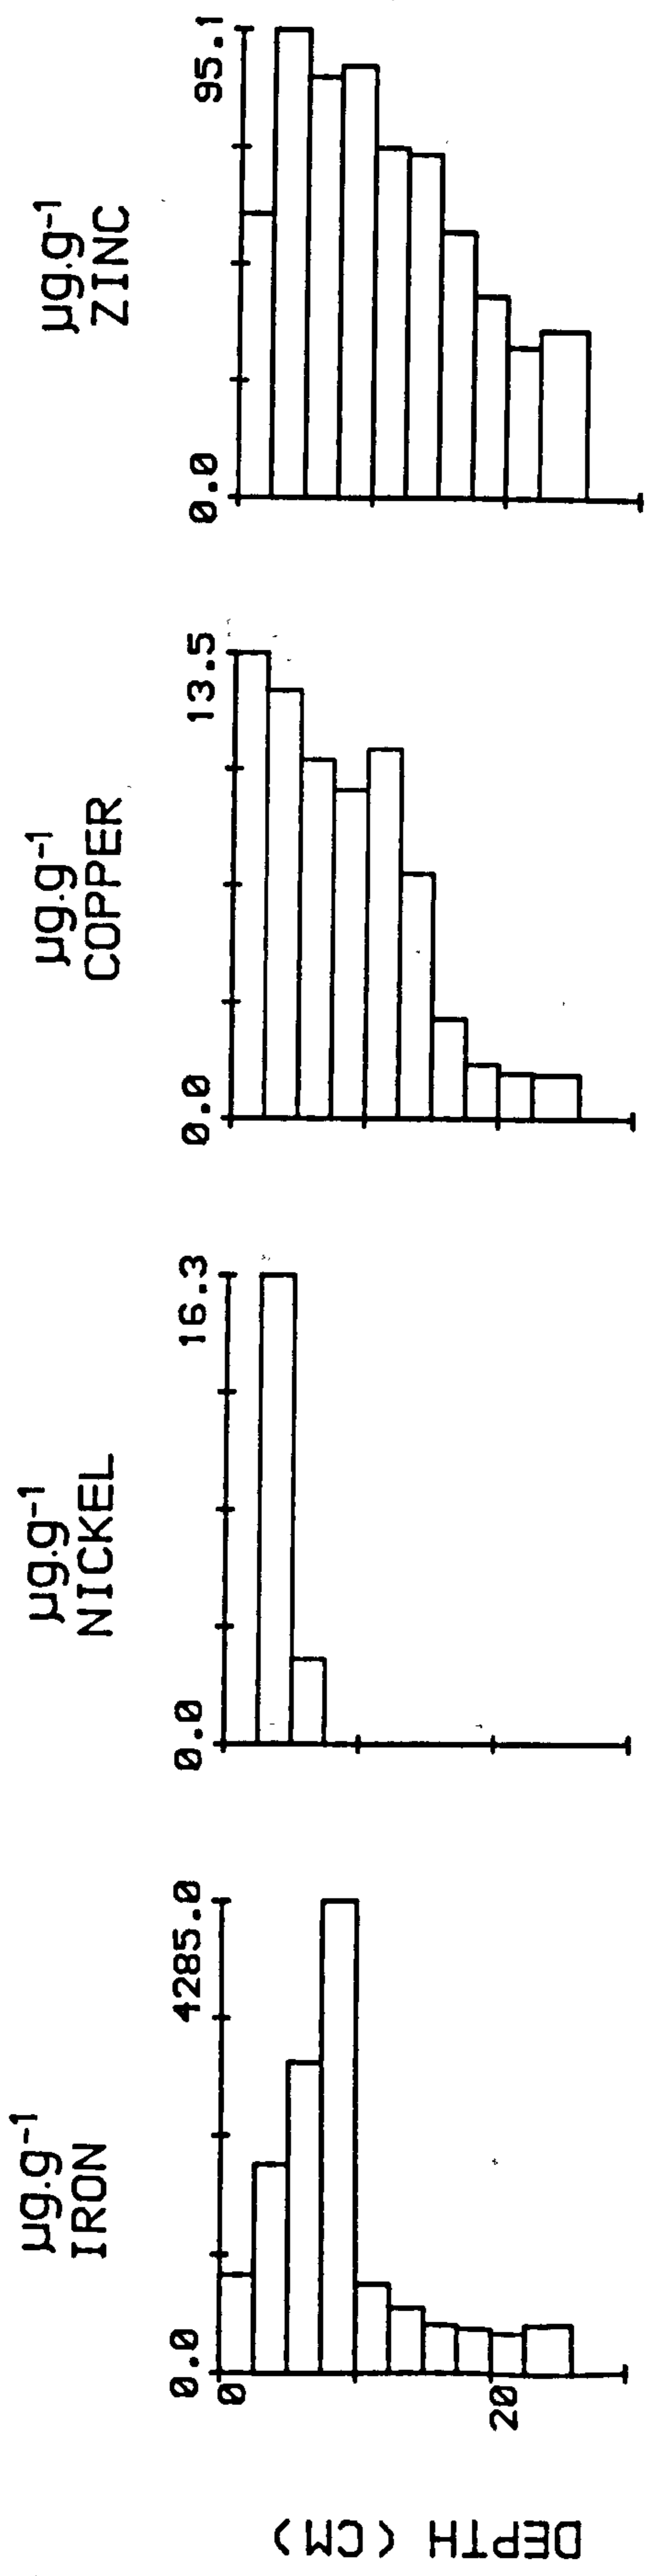 µg.g⁻¹
IRON
0.0 4285.0
µg.g⁻¹
NICKEL
0.0 16.3
µg.g⁻¹
COPPER
0.0 13.5
µg.g⁻¹
ZINC
0.0 95.1
0
20
DEPTH (CM)